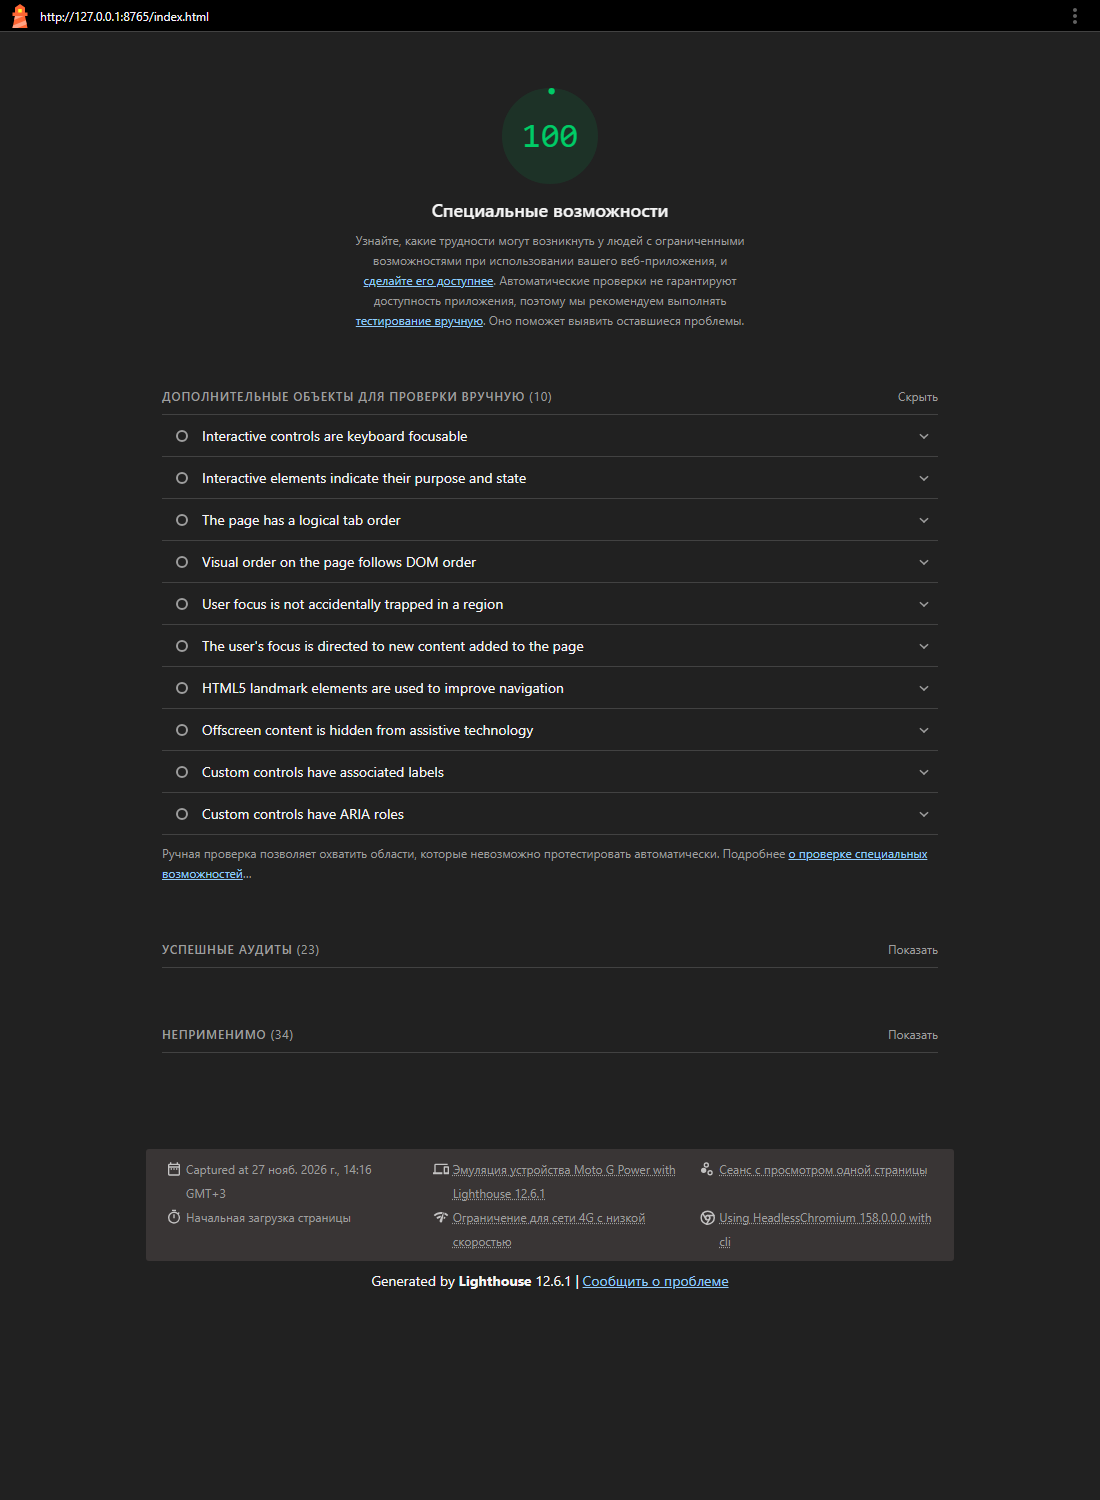 http://127.0.0.1:8765/index.html
100
Специальные возможности
Узнайте, какие трудности могут возникнуть у людей с ограниченными
возможностями при использовании вашего веб-приложения, и
сделайте его доступнее. Автоматические проверки не гарантируют
доступность приложения, поэтому мы рекомендуем выполнять
тестирование вручную. Оно поможет выявить оставшиеся проблемы.
ДОПОЛНИТЕЛЬНЫЕ ОБЪЕКТЫ ДЛЯ ПРОВЕРКИ ВРУЧНУЮ (10) Скрыть
Interactive controls are keyboard focusable
Interactive elements indicate their purpose and state
The page has a logical tab order
Visual order on the page follows DOM order
User focus is not accidentally trapped in a region
The user's focus is directed to new content added to the page
HTML5 landmark elements are used to improve navigation
Offscreen content is hidden from assistive technology
Custom controls have associated labels
Custom controls have ARIA roles
Ручная проверка позволяет охватить области, которые невозможно протестировать автоматически. Подробнее о проверке специальных
возможностей...
УСПЕШНЫЕ АУДИТЫ (23) Показать
НЕПРИМЕНИМО (34) Показать
Captured at 27 нояб. 2026 г., 14:16
GMT+3
Эмуляция устройства Moto G Power with
Lighthouse 12.6.1
Сеанс с просмотром одной страницы
Начальная загрузка страницы
Ограничение для сети 4G с низкой
скоростью
Using HeadlessChromium 158.0.0.0 with
cli
Generated by Lighthouse 12.6.1 | Сообщить о проблеме